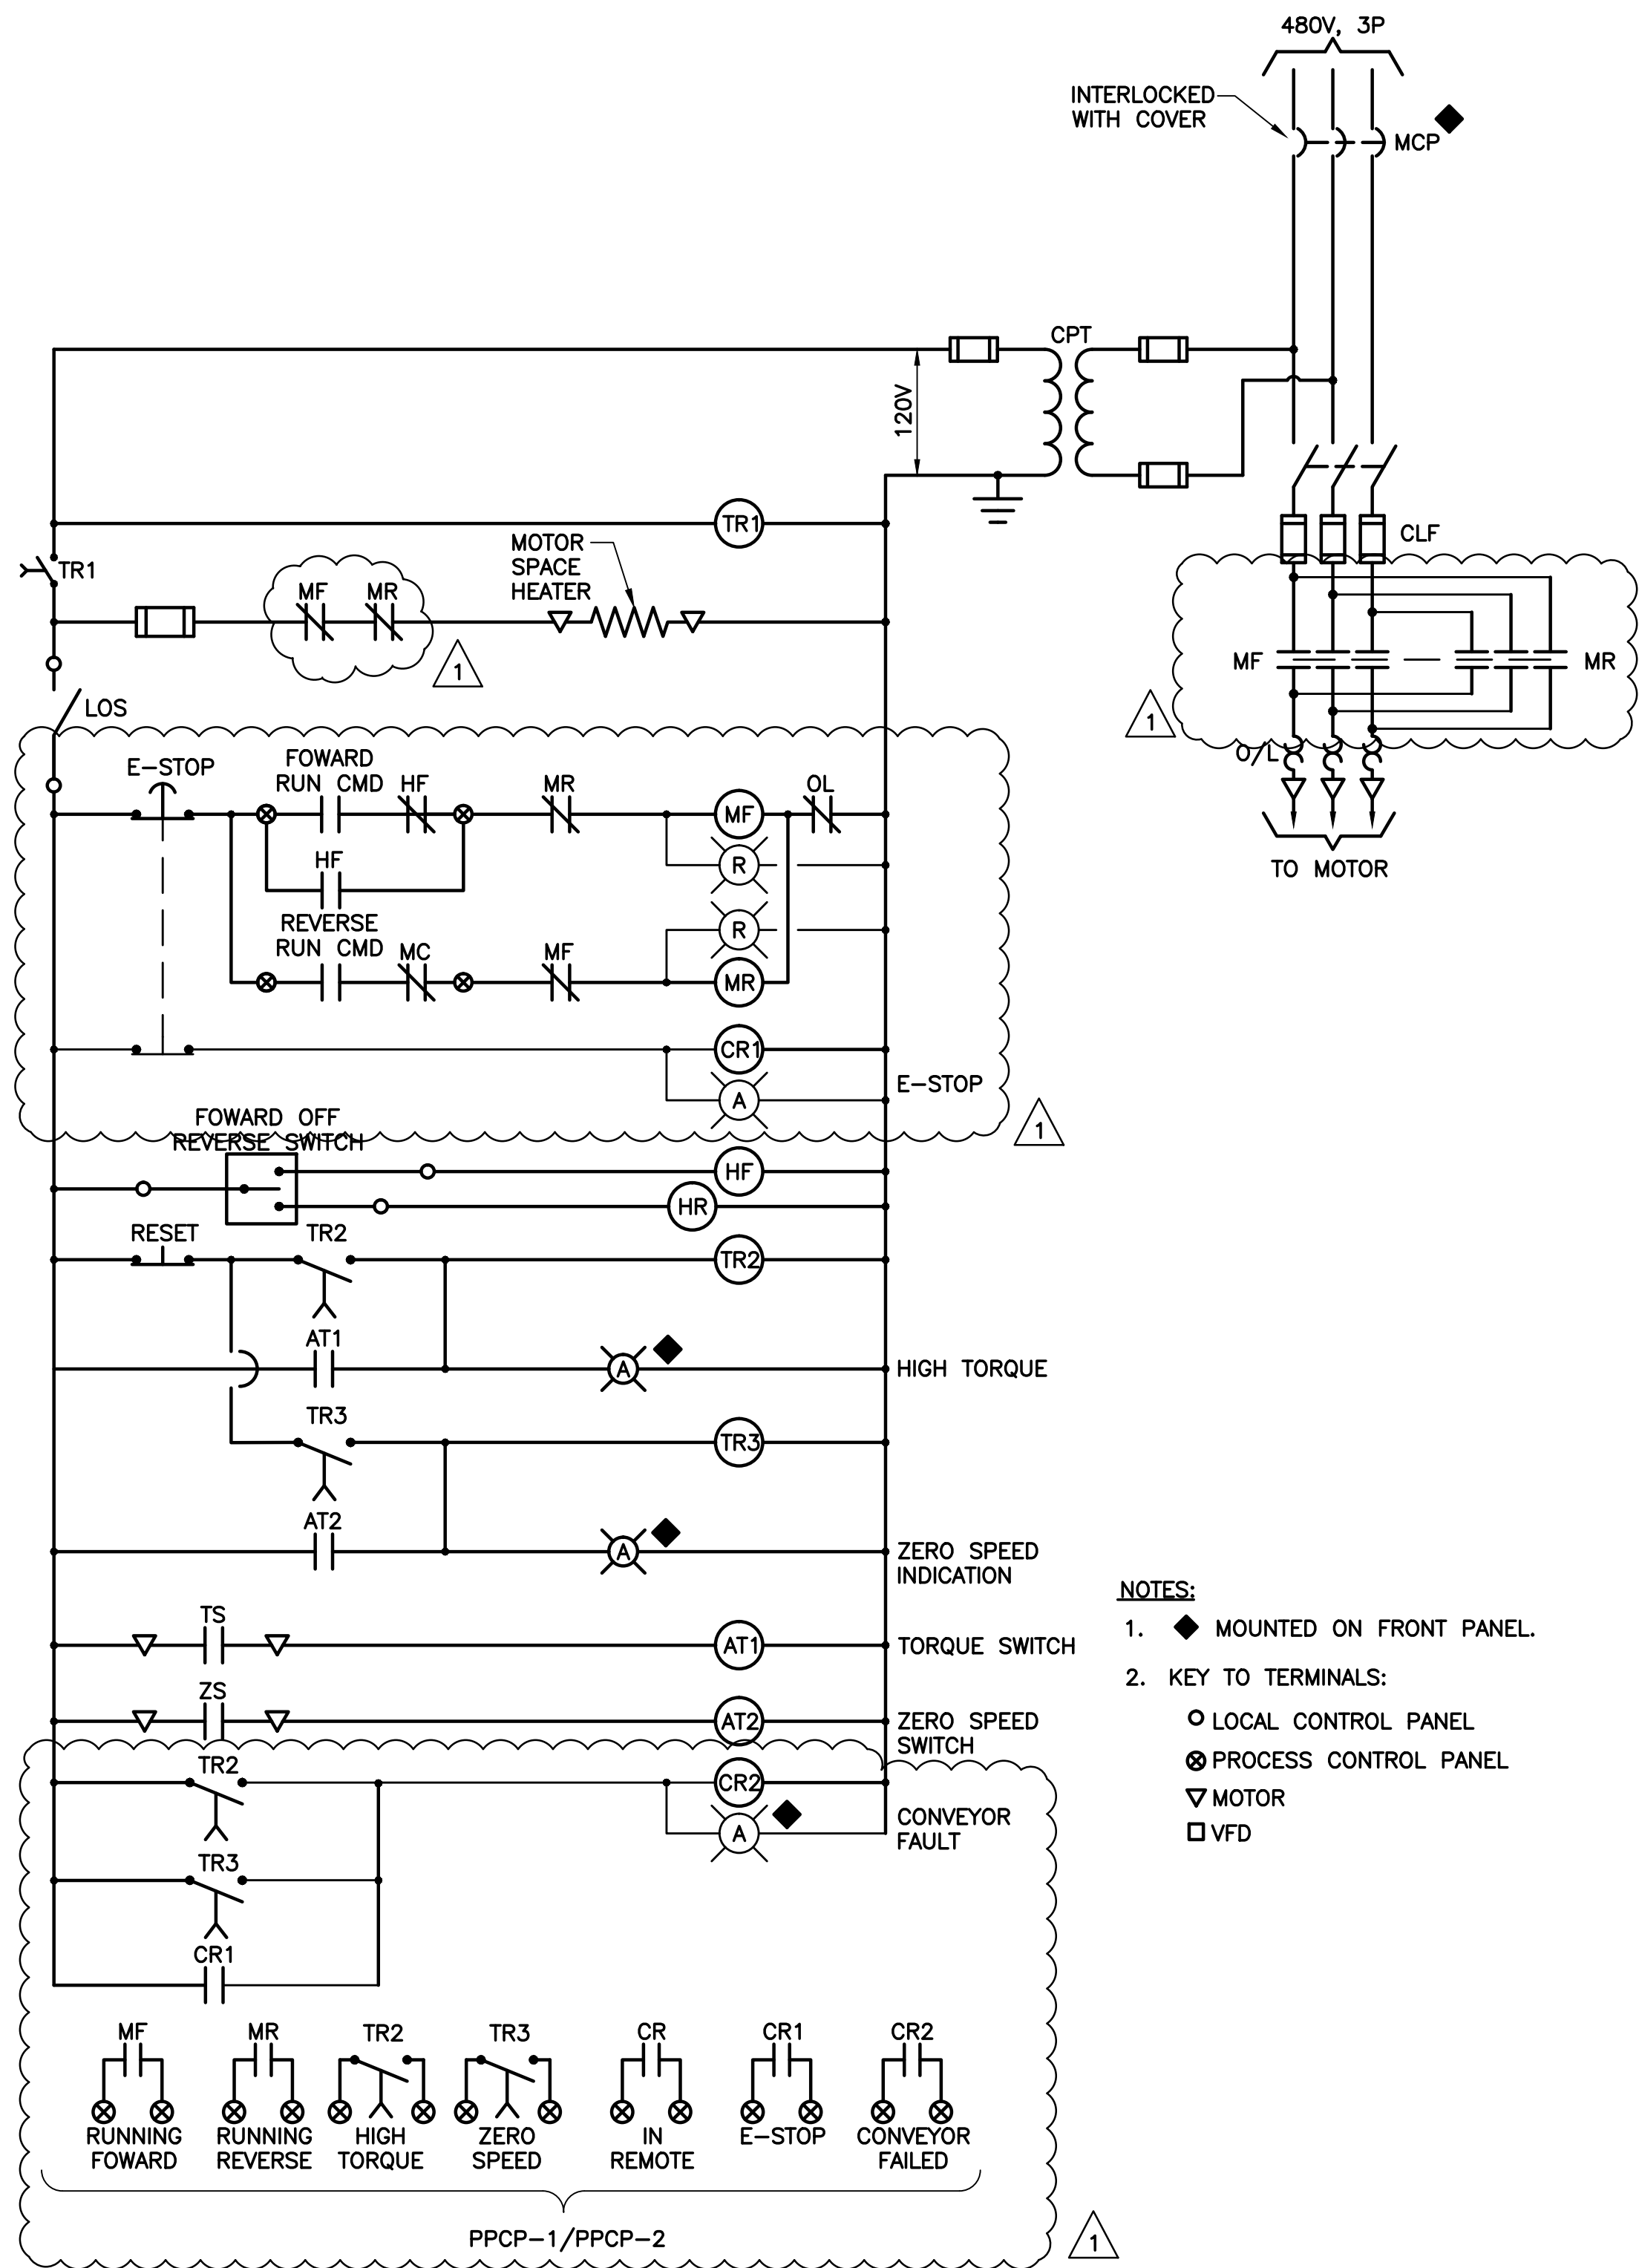 480V, 3P
INTERLOCKED
WITH COVER
MCP
CPT
120V
TR1
CLF
TR1
MOTOR
SPACE
HEATER
MF
MR
1
MF
MR
1
O/L
TO MOTOR
LOS
E-STOP
FOWARD
RUN CMD
HF
MR
MF
OL
R
HF
REVERSE
RUN CMD
MC
MF
R
MR
CR1
A
E-STOP
1
FOWARD OFF
REVERSE SWITCH
HF
HR
RESET
TR2
TR2
AT1
A
HIGH TORQUE
TR3
TR3
AT2
A
ZERO SPEED
INDICATION
TS
AT1
TORQUE SWITCH
ZS
AT2
ZERO SPEED
SWITCH
TR2
CR2
A
CONVEYOR
FAULT
TR3
CR1
MF
RUNNING
FOWARD
MR
RUNNING
REVERSE
TR2
HIGH
TORQUE
TR3
ZERO
SPEED
CR
IN
REMOTE
CR1
E-STOP
CR2
CONVEYOR
FAILED
PPCP-1/PPCP-2
1
NOTES:
1. MOUNTED ON FRONT PANEL.
2. KEY TO TERMINALS:
LOCAL CONTROL PANEL
PROCESS CONTROL PANEL
MOTOR
VFD